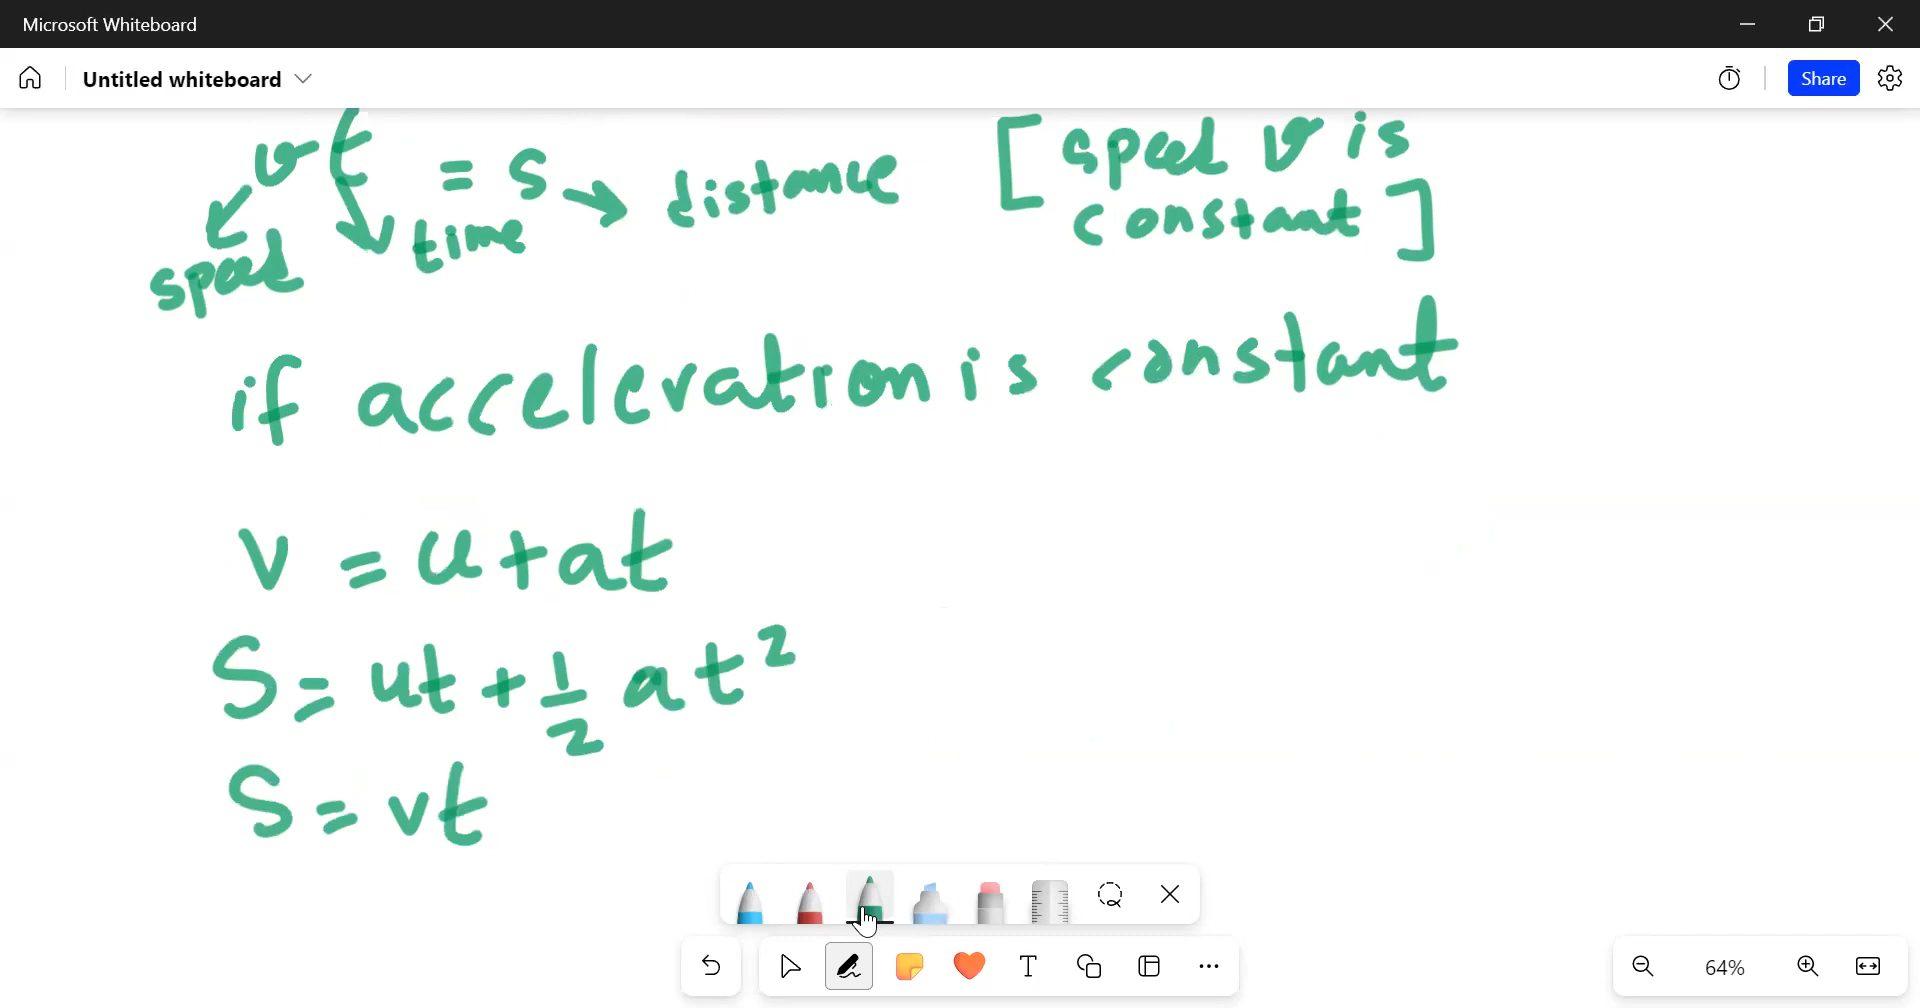 Microsoft Whiteboard
Untitled whiteboard
Share
vt = s → distance [speed v is
speed time constant]
if acceleration is constant
v = u + at
S = ut + 1/2 at²
S = vt
64%